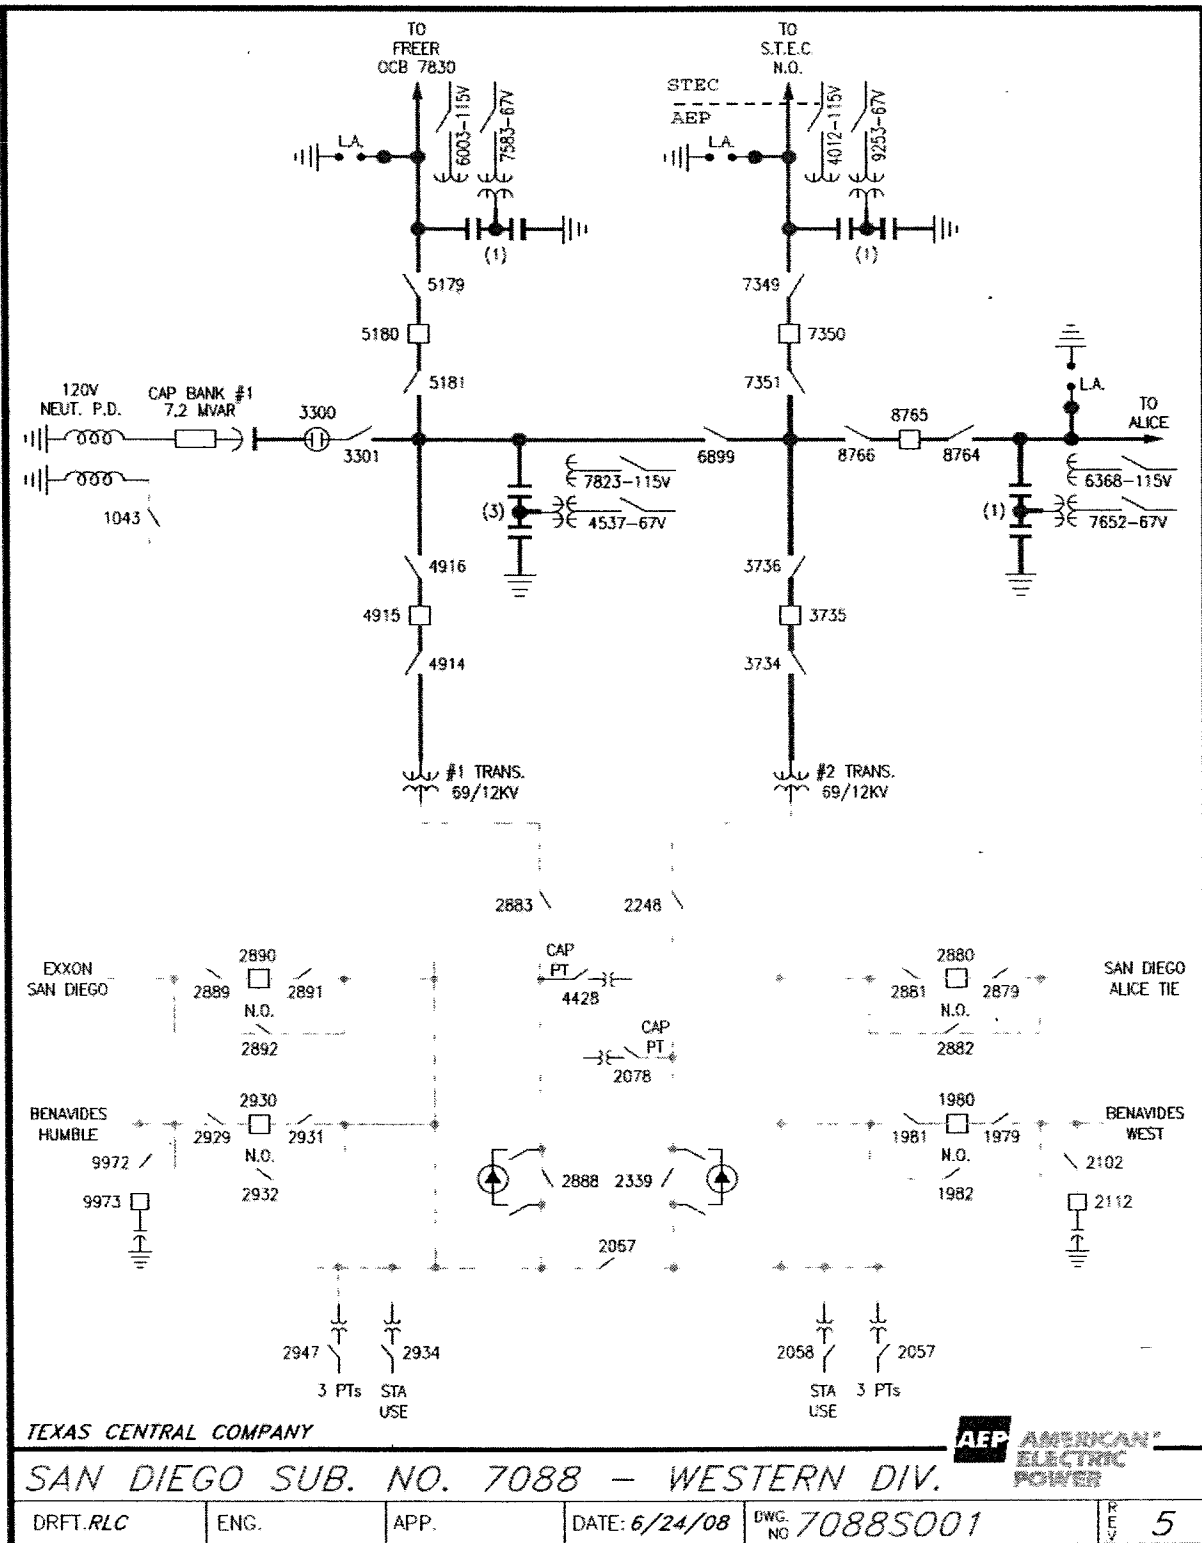 TO
FREER
OCB 7830
TO
S.T.E.C.
N.O.
STEC
AEP
6003-115V
7583-67V
4012-115V
9253-67V
L.A.
L.A.
(1)
(1)
5179
7349
5180
7350
5181
7351
L.A.
TO
ALICE
120V
NEUT. P.D.
CAP BANK #1
7.2 MVAR
3300
3301
6899
8765
8766
8764
7823-115V
4537-67V
(3)
6368-115V
7652-67V
(1)
1043
4916
3736
4915
3735
4914
3734
#1 TRANS.
69/12KV
#2 TRANS.
69/12KV
2883
2248
EXXON
SAN DIEGO
2890
2889
2891
N.O.
2892
CAP
PT
4428
CAP
PT
2078
2880
2881
2879
N.O.
2882
SAN DIEGO
ALICE TIE
BENAVIDES
HUMBLE
2930
2929
2931
N.O.
2932
9972
9973
2888
2339
1980
1981
1979
N.O.
1982
BENAVIDES
WEST
2102
2112
2067
2947
2934
2058
2057
3 PTs
STA
USE
STA
USE
3 PTs
TEXAS CENTRAL COMPANY
AEP AMERICAN
ELECTRIC
POWER
SAN DIEGO SUB. NO. 7088 - WESTERN DIV.
DRFT.RLC
ENG.
APP.
DATE: 6/24/08
DWG.
NO 7088S001
REV 5